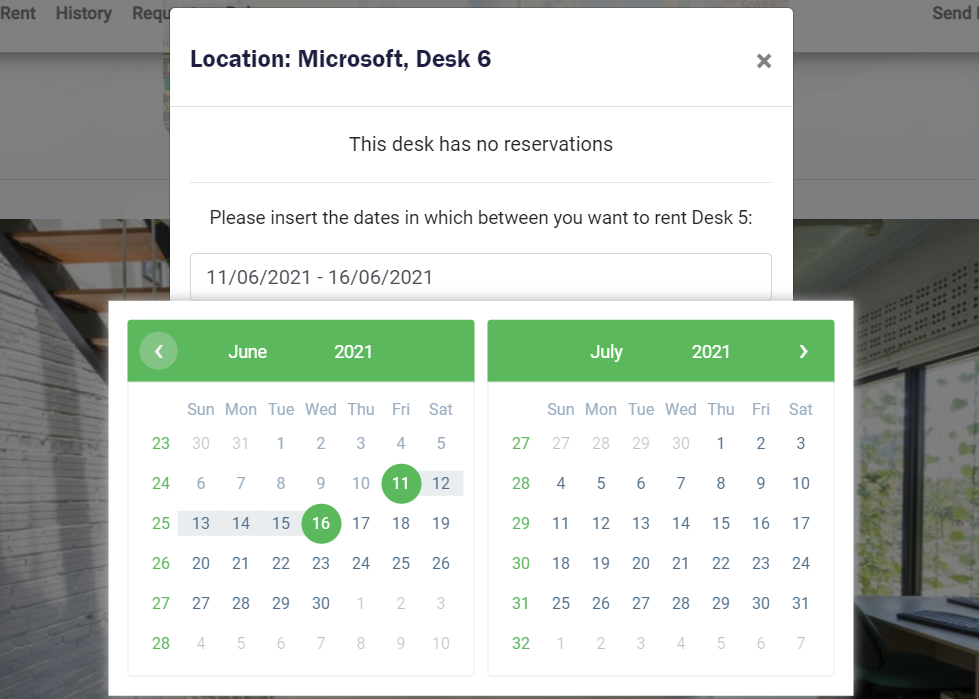 Rent History
Send
Location: Microsoft, Desk 6 ×
This desk has no reservations
Please insert the dates in which between you want to rent Desk 5:
11/06/2021 - 16/06/2021
‹ June 2021
Sun Mon Tue Wed Thu Fri Sat
23 30 31 1 2 3 4 5
24 6 7 8 9 10 11 12
25 13 14 15 16 17 18 19
26 20 21 22 23 24 25 26
27 27 28 29 30 1 2 3
28 4 5 6 7 8 9 10
July 2021 ›
Sun Mon Tue Wed Thu Fri Sat
27 27 28 29 30 1 2 3
28 4 5 6 7 8 9 10
29 11 12 13 14 15 16 17
30 18 19 20 21 22 23 24
31 25 26 27 28 29 30 31
32 1 2 3 4 5 6 7